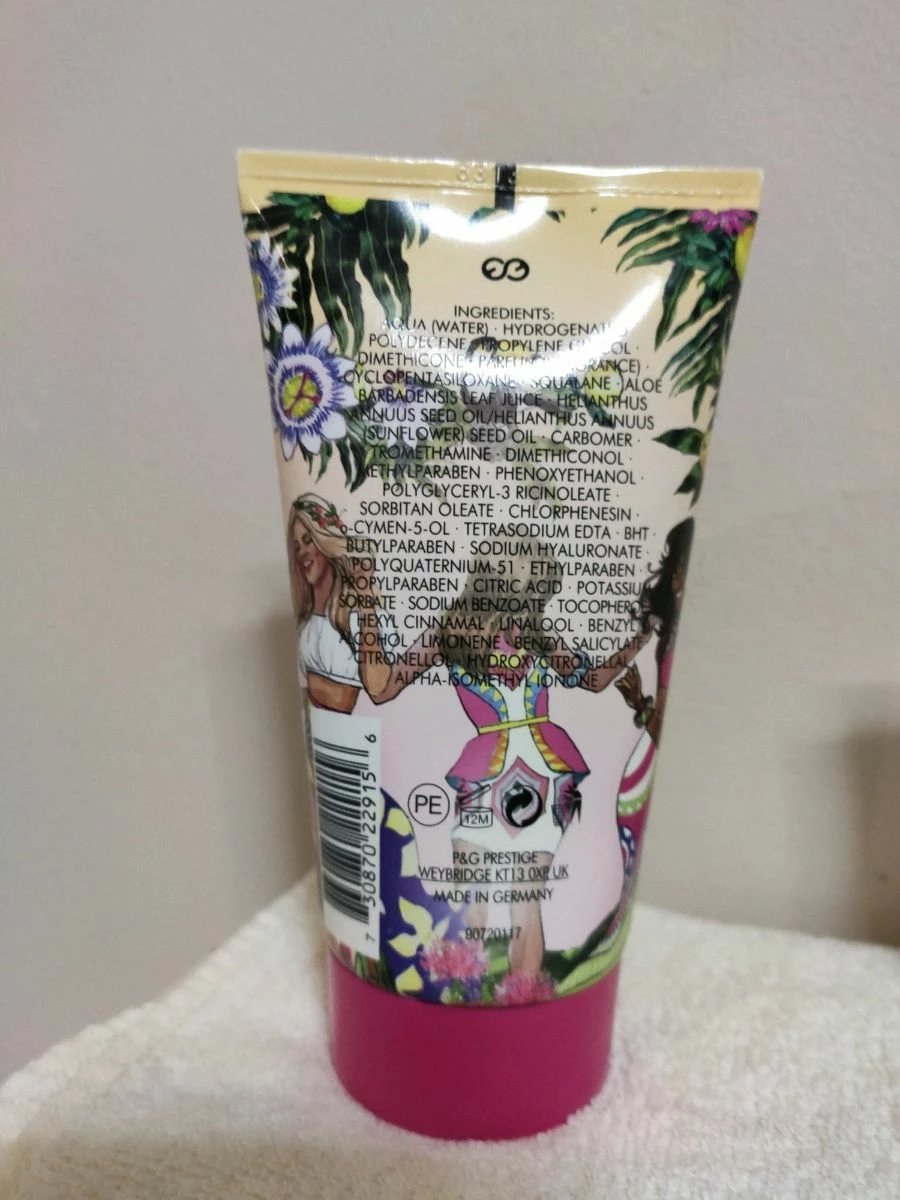 INGREDIENTS:
AQUA (WATER) · HYDROGENATED
POLYDECENE · PROPYLENE GLYCOL ·
DIMETHICONE · PARFUM (FRAGRANCE) ·
CYCLOPENTASILOXANE · SQUALANE · ALOE
BARBADENSIS LEAF JUICE · HELIANTHUS
ANNUUS SEED OIL/HELIANTHUS ANNUUS
(SUNFLOWER) SEED OIL · CARBOMER ·
TROMETHAMINE · DIMETHICONOL ·
METHYLPARABEN · PHENOXYETHANOL ·
POLYGLYCERYL-3 RICINOLEATE ·
SORBITAN OLEATE · CHLORPHENESIN ·
o-CYMEN-5-OL · TETRASODIUM EDTA · BHT ·
BUTYLPARABEN · SODIUM HYALURONATE ·
POLYQUATERNIUM-51 · ETHYLPARABEN ·
PROPYLPARABEN · CITRIC ACID · POTASSIUM
SORBATE · SODIUM BENZOATE · TOCOPHEROL
HEXYL CINNAMAL · LINALOOL · BENZYL
ALCOHOL · LIMONENE · BENZYL SALICYLATE
CITRONELLOL · HYDROXYCITRONELLAL
ALPHA-ISOMETHYL IONONE
PE
12M
P&G PRESTIGE
WEYBRIDGE KT13 0XP UK
MADE IN GERMANY
90720117
7 30870 22915 6